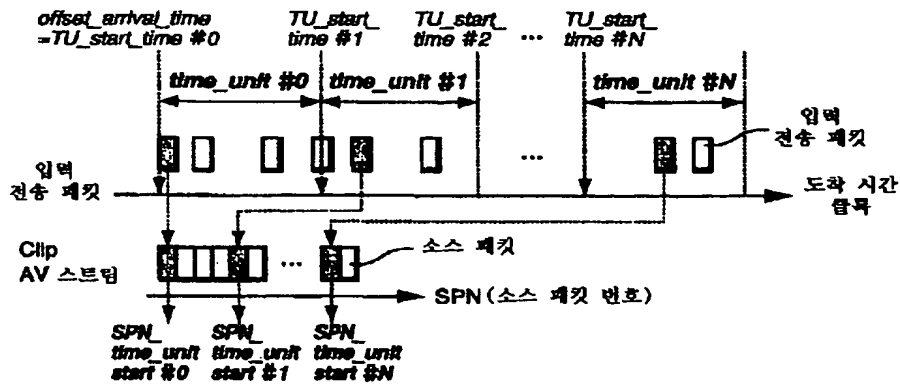 offset_arrival_time
=TU_start_time #0
TU_start_
time #1
TU_start_
time #2
...
TU_start_
time #N
time_unit #0
time_unit #1
time_unit #N
입력
전송 패킷
...
입력
전송 패킷
도착 시간
클록
Clip
AV 스트림
...
소스 패킷
SPN (소스 패킷 번호)
SPN_
time_unit
start #0
SPN_
time_unit
start #1
SPN_
time_unit
start #N